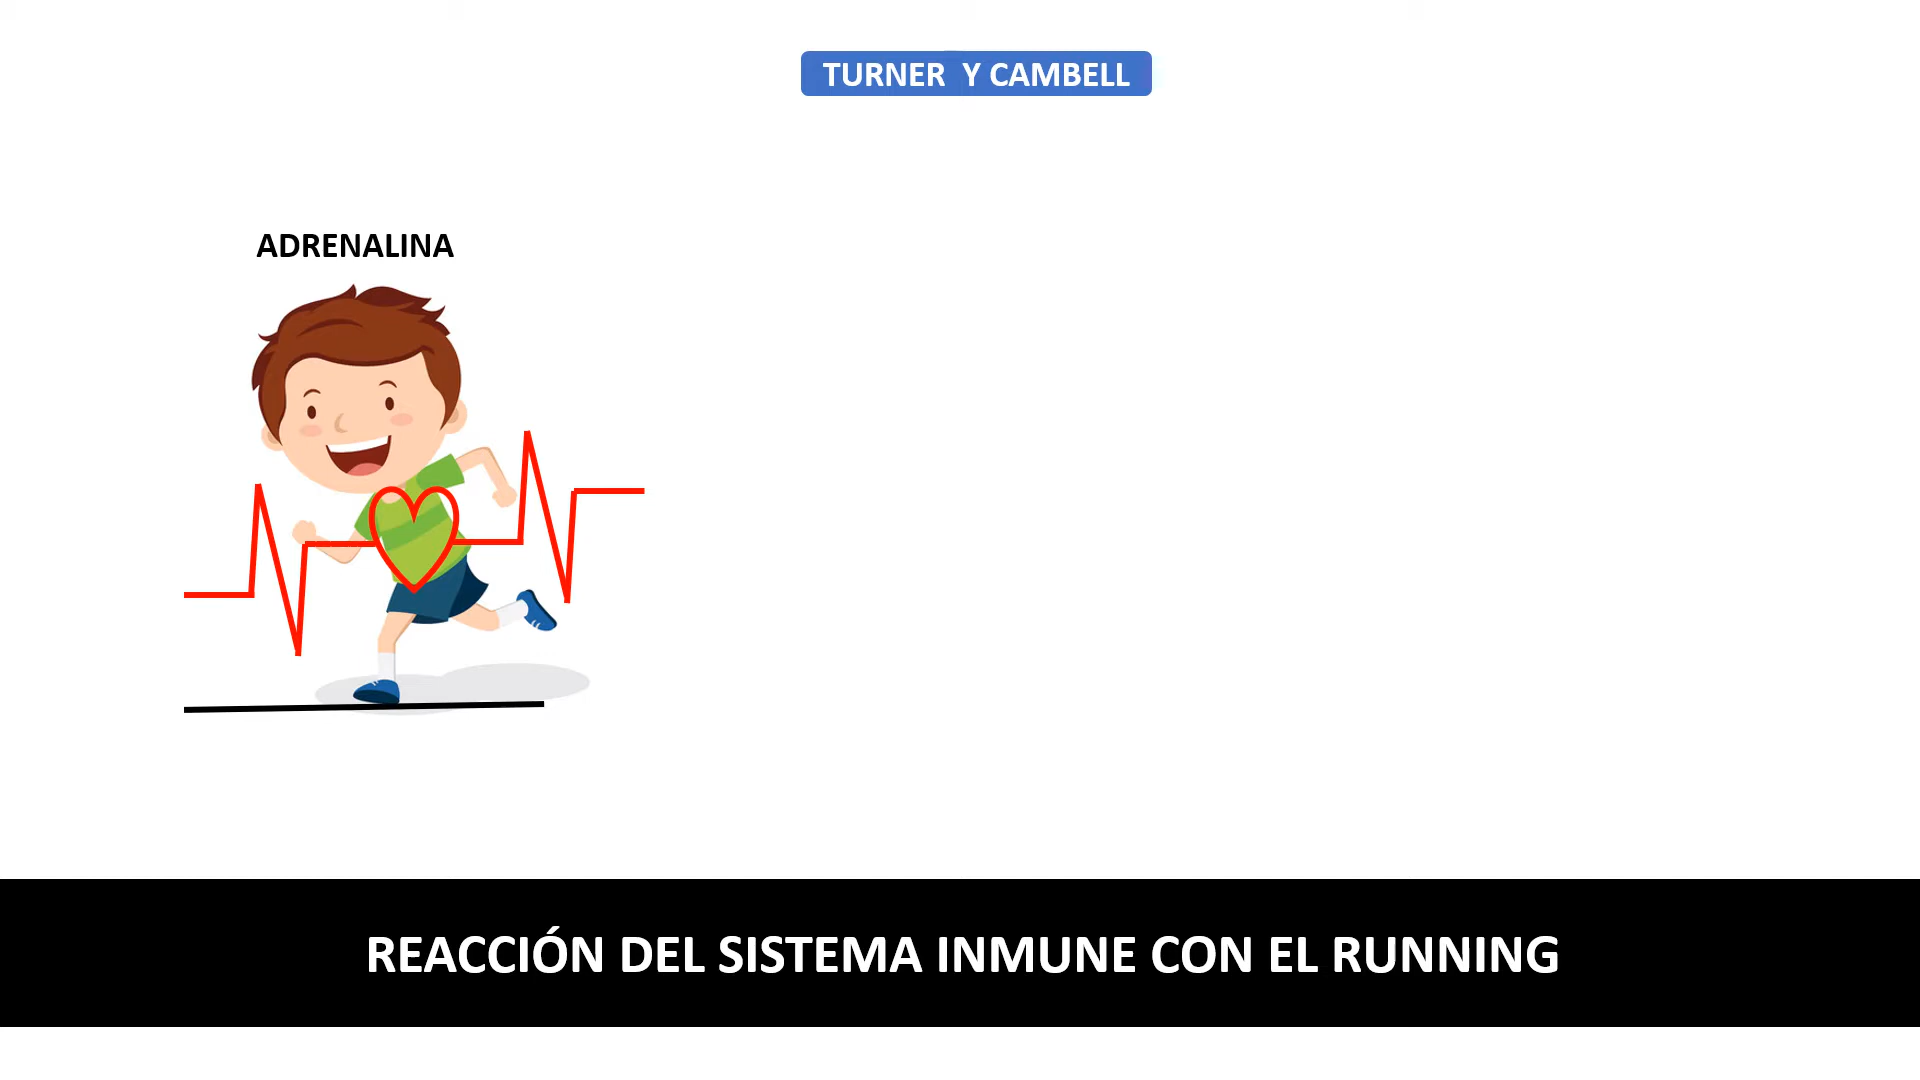 TURNER Y CAMBELL
ADRENALINA
REACCIÓN DEL SISTEMA INMUNE CON EL RUNNING